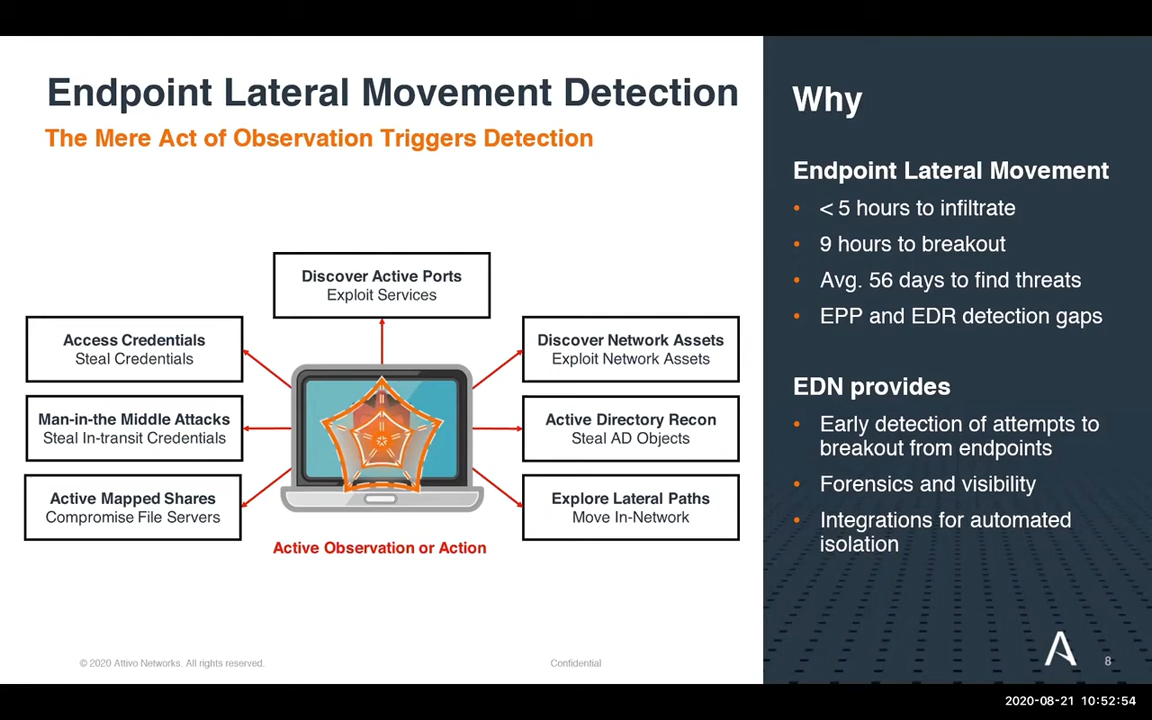 Endpoint Lateral Movement Detection
The Mere Act of Observation Triggers Detection
Discover Active Ports
Exploit Services
Access Credentials
Steal Credentials
Man-in-the Middle Attacks
Steal In-transit Credentials
Active Mapped Shares
Compromise File Servers
Discover Network Assets
Exploit Network Assets
Active Directory Recon
Steal AD Objects
Explore Lateral Paths
Move In-Network
Active Observation or Action
© 2020 Attivo Networks. All rights reserved.
Confidential
Why
Endpoint Lateral Movement
• < 5 hours to infiltrate
• 9 hours to breakout
• Avg. 56 days to find threats
• EPP and EDR detection gaps
EDN provides
• Early detection of attempts to
breakout from endpoints
• Forensics and visibility
• Integrations for automated
isolation
8
2020-08-21 10:52:54